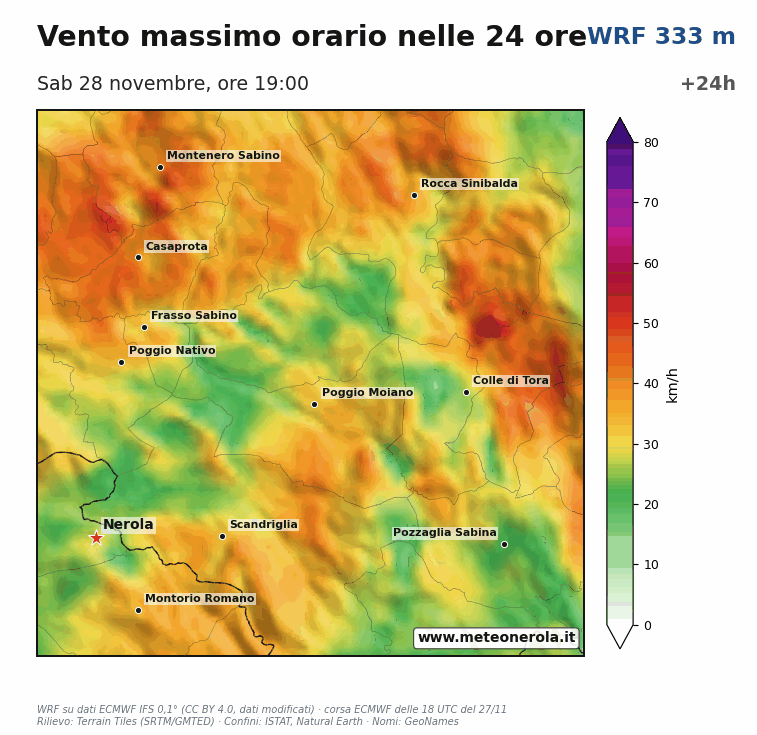 Vento massimo orario nelle 24 ore WRF 333 m
Sab 28 novembre, ore 19:00 +24h
Montenero Sabino
Rocca Sinibalda
Casaprota
Frasso Sabino
Poggio Nativo
Colle di Tora
Poggio Moiano
Nerola
Scandriglia
Pozzaglia Sabina
Montorio Romano
www.meteonerola.it
80
70
60
50
40
30
20
10
0
km/h
WRF su dati ECMWF IFS 0,1° (CC BY 4.0, dati modificati) · corsa ECMWF delle 18 UTC del 27/11
Rilievo: Terrain Tiles (SRTM/GMTED) · Confini: ISTAT, Natural Earth · Nomi: GeoNames